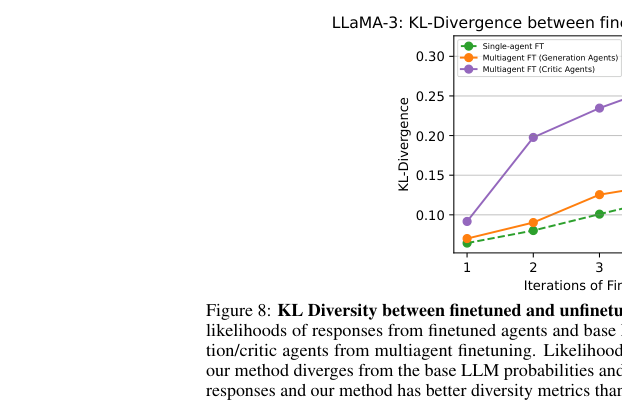 LLaMA-3: KL-Divergence between
0.30
0.25
0.20
0.15
0.10
KL-Divergence
Single-agent FT
Multiagent FT (Generation Agents)
Multiagent FT (Critic Agents)
1 2 3
Iterations of
Figure 8: KL Diversity between finetuned and
likelihoods of responses from finetuned agents and base
tion/critic agents from multiagent finetuning. Likelihood
our method diverges from the base LLM probabilities and
responses and our method has better diversity metrics than